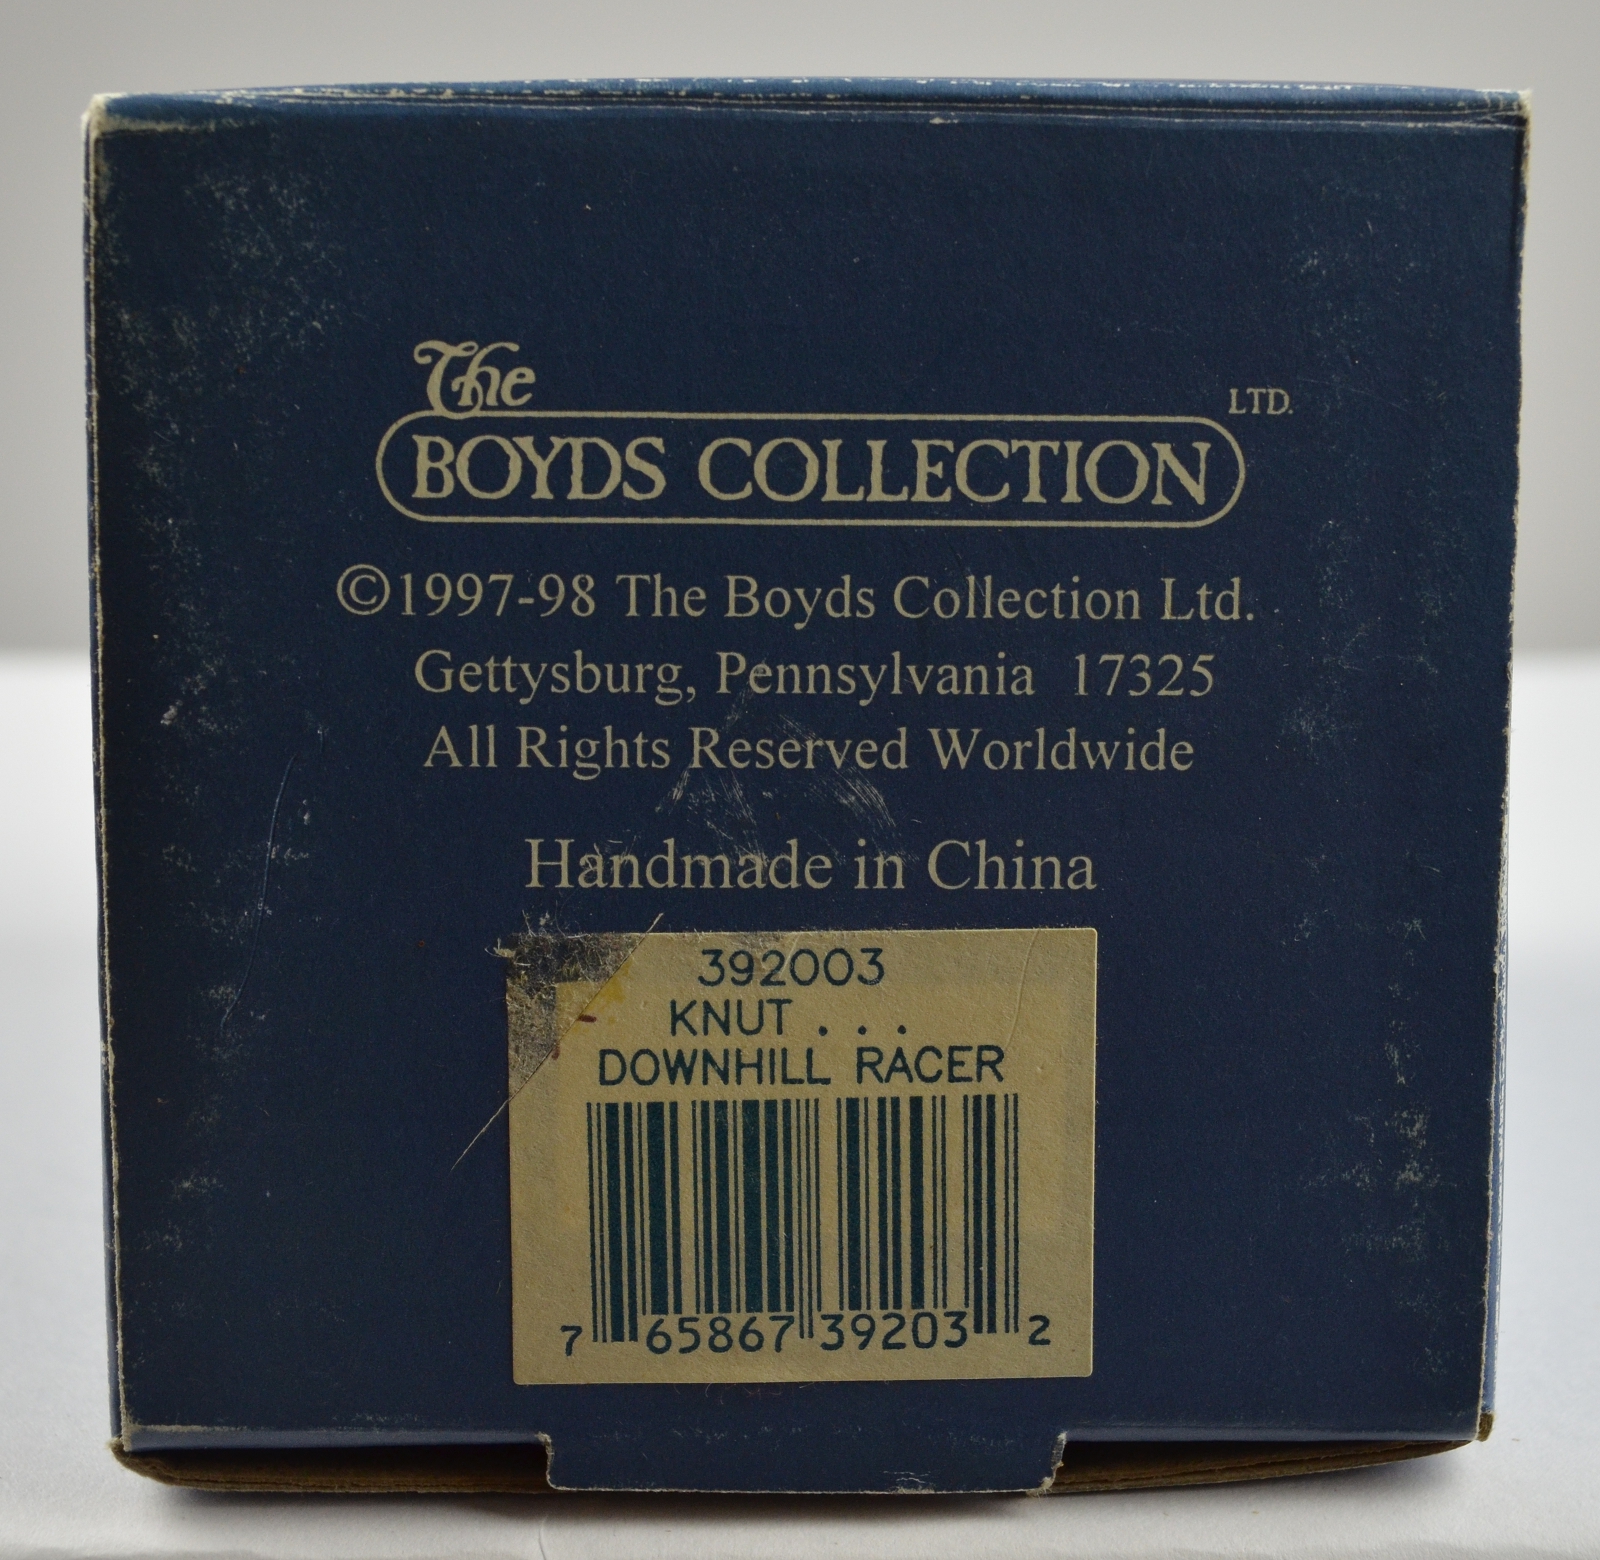 The
LTD.
BOYDS COLLECTION
©1997-98 The Boyds Collection Ltd.
Gettysburg, Pennsylvania 17325
All Rights Reserved Worldwide
Handmade in China
392003
KNUT . . .
DOWNHILL RACER
7 65867 39203 2